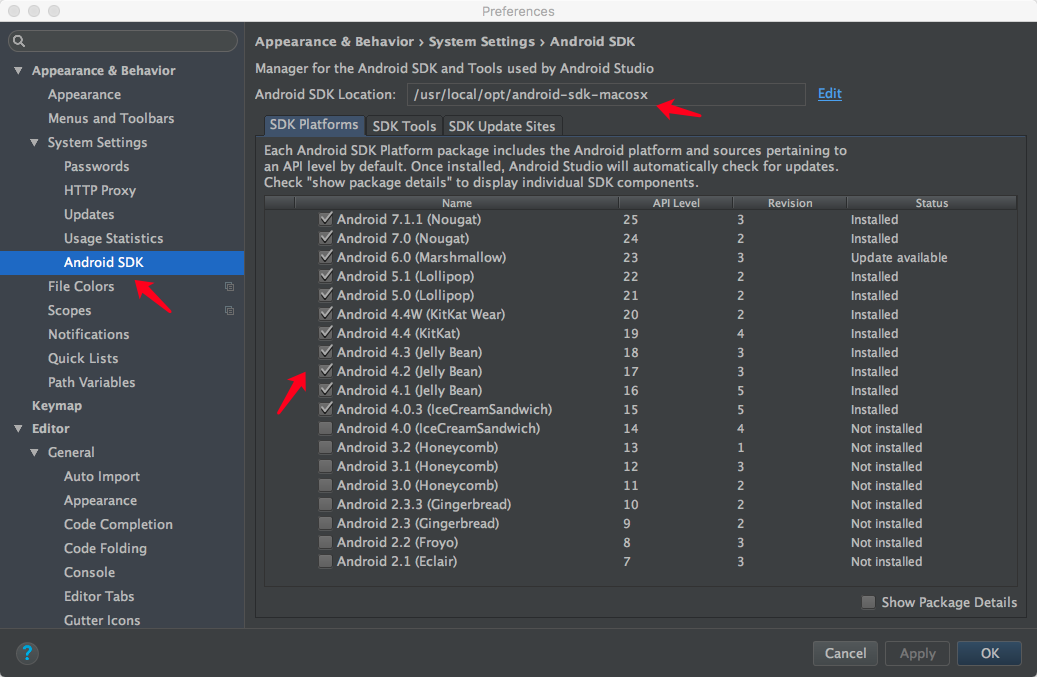 Preferences
Appearance & Behavior
Appearance
Menus and Toolbars
System Settings
Passwords
HTTP Proxy
Updates
Usage Statistics
Android SDK
File Colors
Scopes
Notifications
Quick Lists
Path Variables
Keymap
Editor
General
Auto Import
Appearance
Code Completion
Code Folding
Console
Editor Tabs
Gutter Icons
Appearance & Behavior › System Settings › Android SDK
Manager for the Android SDK and Tools used by Android Studio
Android SDK Location: /usr/local/opt/android-sdk-macosx Edit
SDK Platforms SDK Tools SDK Update Sites
Each Android SDK Platform package includes the Android platform and sources pertaining to
an API level by default. Once installed, Android Studio will automatically check for updates.
Check "show package details" to display individual SDK components.
Name API Level Revision Status
Android 7.1.1 (Nougat) 25 3 Installed
Android 7.0 (Nougat) 24 2 Installed
Android 6.0 (Marshmallow) 23 3 Update available
Android 5.1 (Lollipop) 22 2 Installed
Android 5.0 (Lollipop) 21 2 Installed
Android 4.4W (KitKat Wear) 20 2 Installed
Android 4.4 (KitKat) 19 4 Installed
Android 4.3 (Jelly Bean) 18 3 Installed
Android 4.2 (Jelly Bean) 17 3 Installed
Android 4.1 (Jelly Bean) 16 5 Installed
Android 4.0.3 (IceCreamSandwich) 15 5 Installed
Android 4.0 (IceCreamSandwich) 14 4 Not installed
Android 3.2 (Honeycomb) 13 1 Not installed
Android 3.1 (Honeycomb) 12 3 Not installed
Android 3.0 (Honeycomb) 11 2 Not installed
Android 2.3.3 (Gingerbread) 10 2 Not installed
Android 2.3 (Gingerbread) 9 2 Not installed
Android 2.2 (Froyo) 8 3 Not installed
Android 2.1 (Eclair) 7 3 Not installed
Show Package Details
? Cancel Apply OK